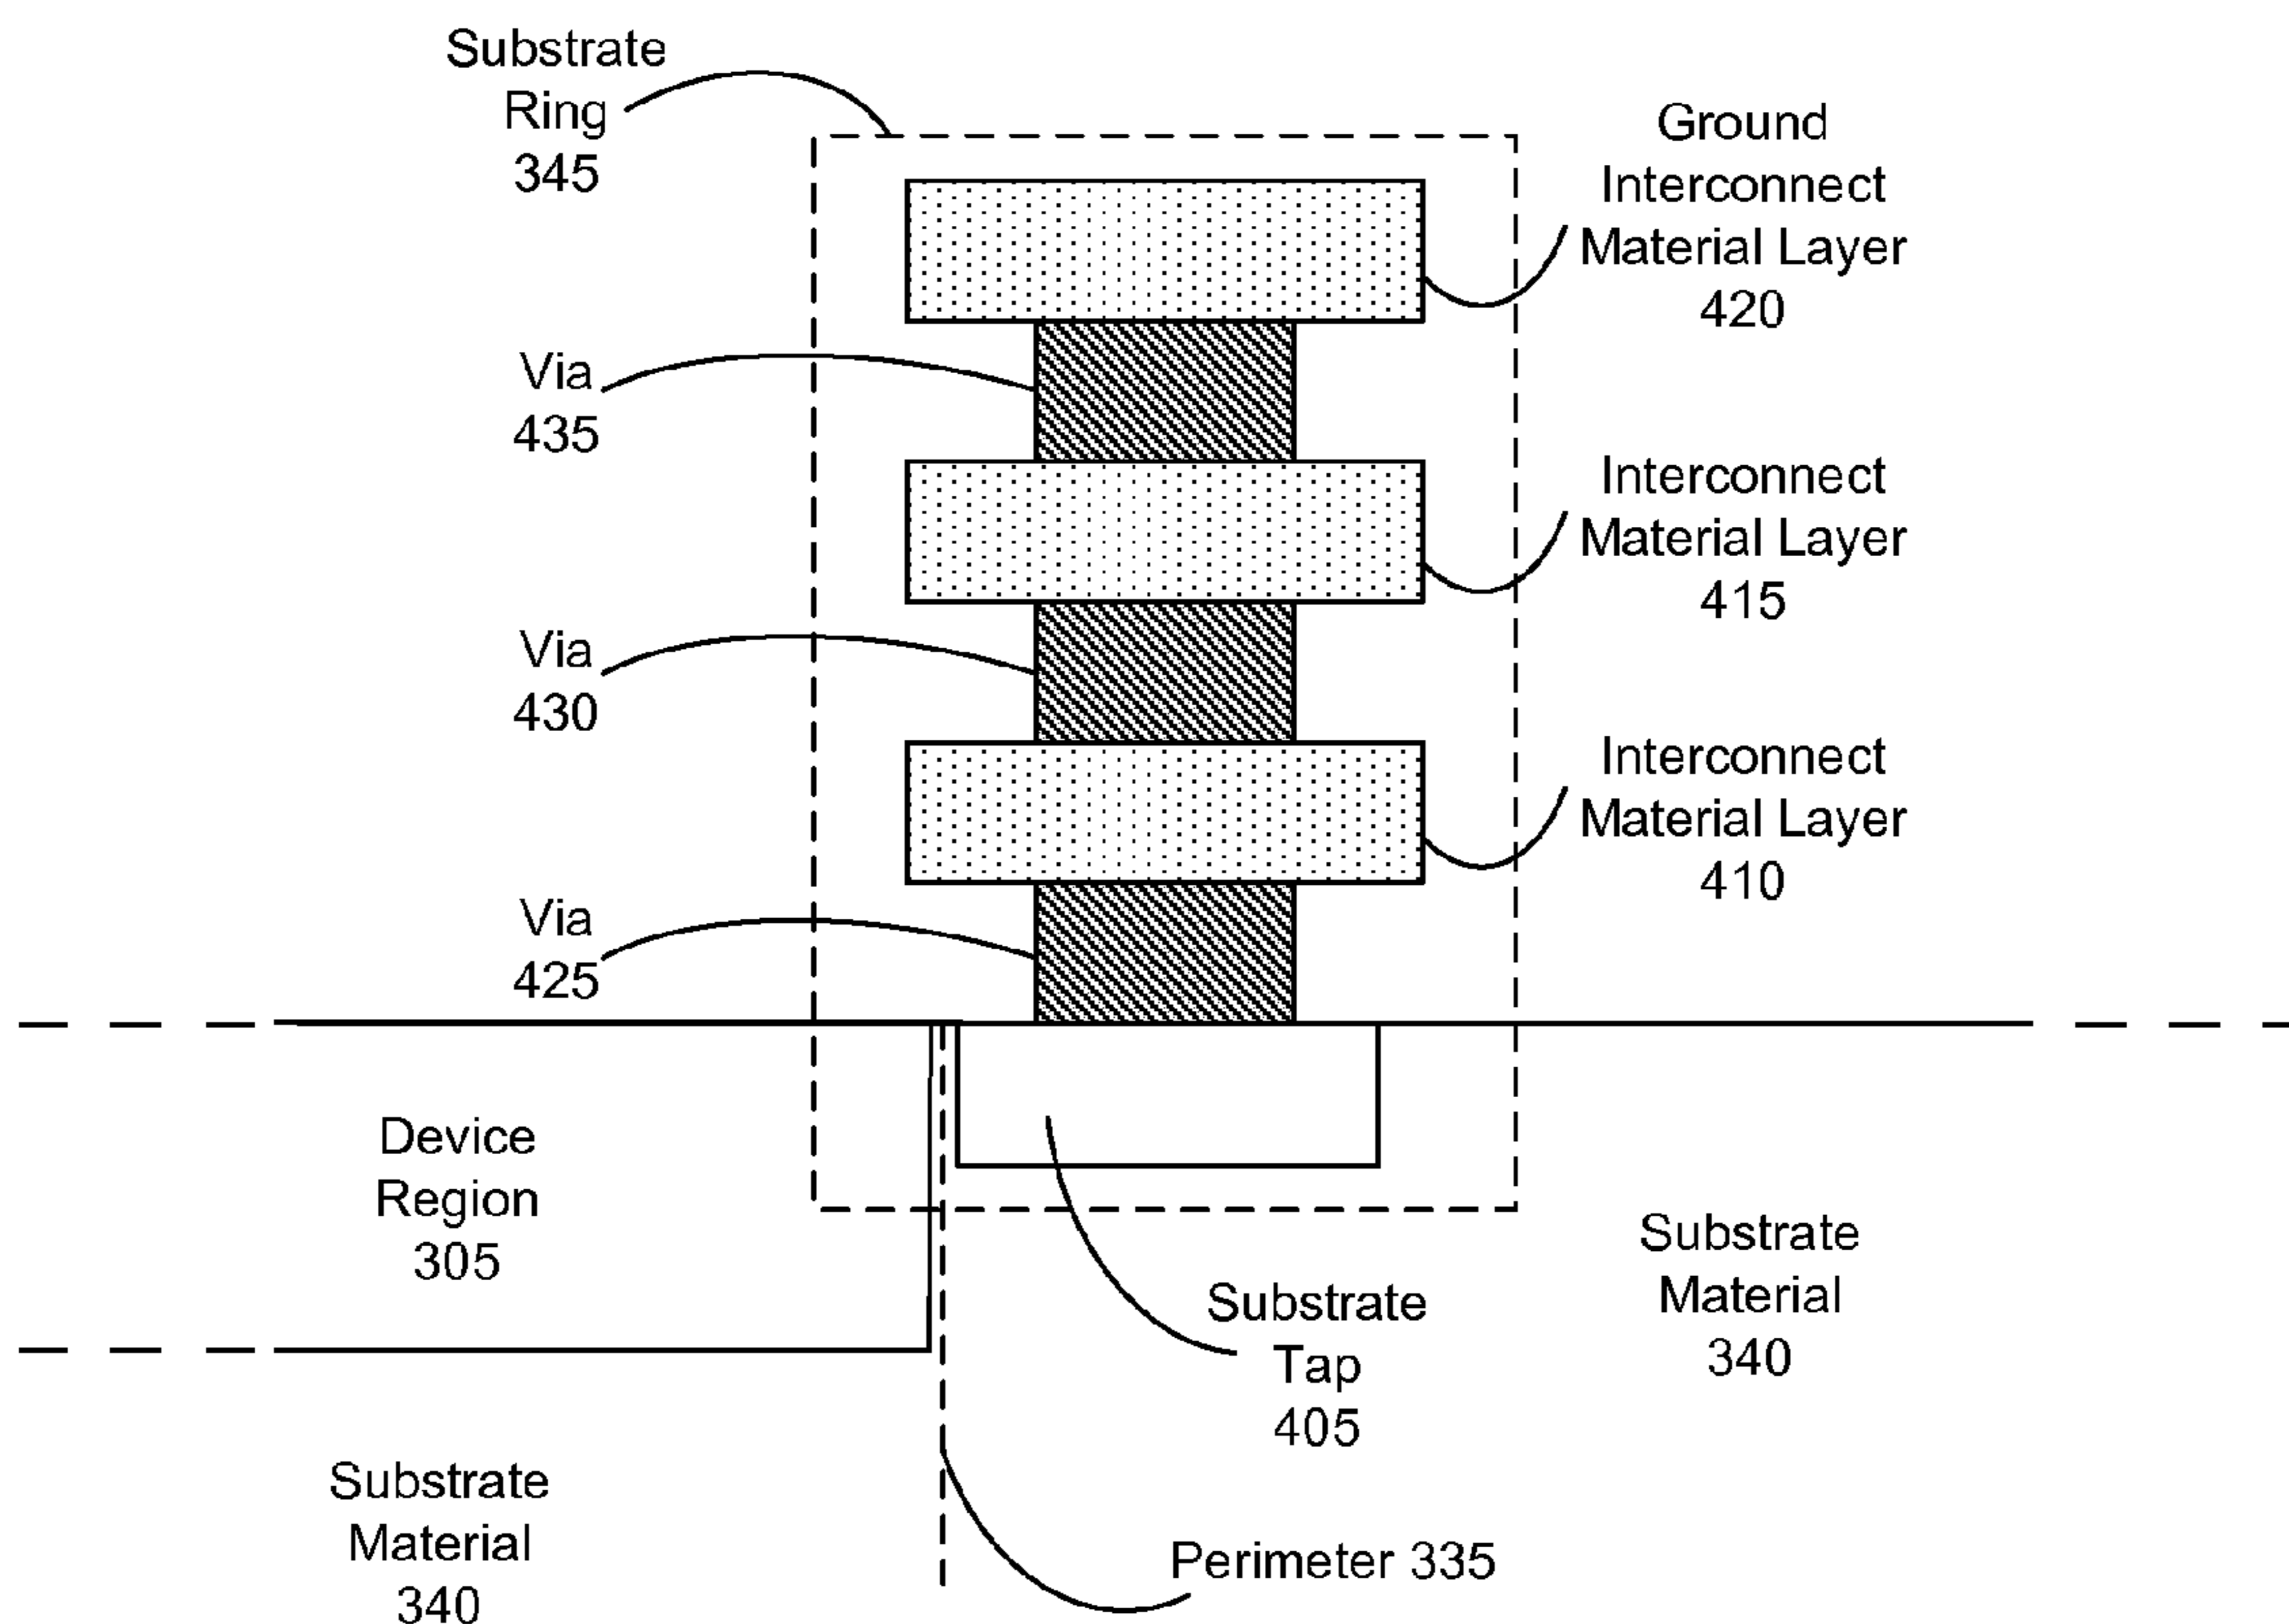 Substrate
Ring
345
Ground
Interconnect
Material Layer
420
Via
435
Interconnect
Material Layer
415
Via
430
Interconnect
Material Layer
410
Via
425
Device
Region
305
Substrate
Material
340
Substrate
Tap
405
Substrate
Material
340
Perimeter 335